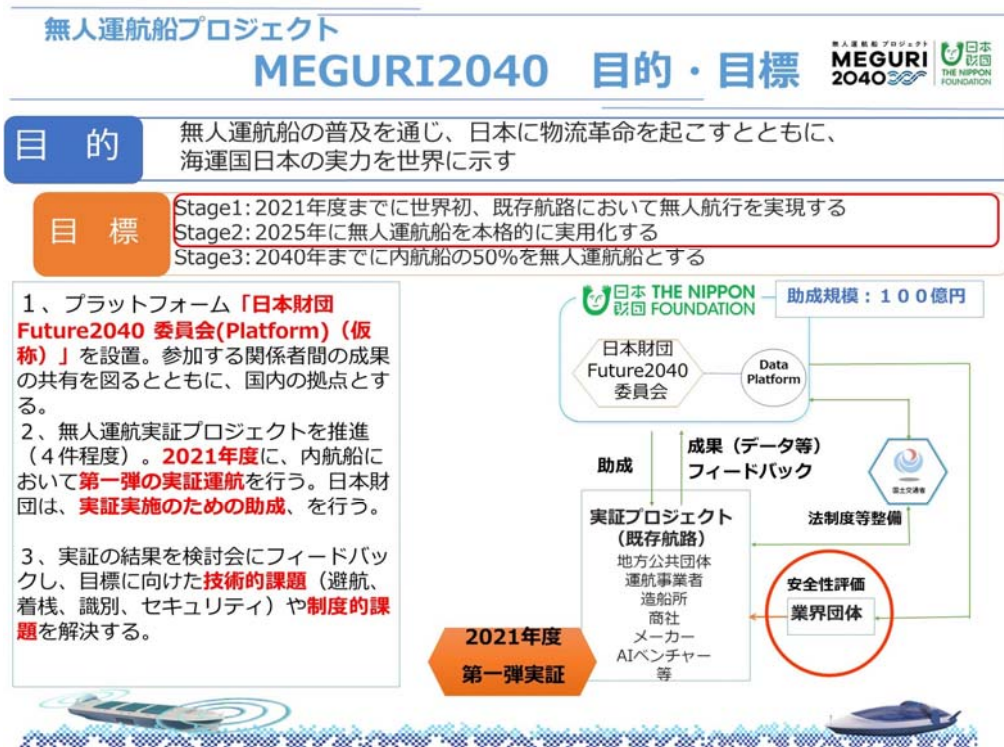 無人運航船プロジェクト
MEGURI2040 目的・目標
無人運航船プロジェクト
MEGURI
2040
日本
財団
THE NIPPON
FOUNDATION
目 的
無人運航船の普及を通じ、日本に物流革命を起こすとともに、
海運国日本の実力を世界に示す
目 標
Stage1: 2021年度までに世界初、既存航路において無人航行を実現する
Stage2: 2025年に無人運航船を本格的に実用化する
Stage3: 2040年までに内航船の50%を無人運航船とする
1、プラットフォーム「日本財団
Future2040 委員会(Platform)（仮
称）」を設置。参加する関係者間の成果
の共有を図るとともに、国内の拠点とす
る。
2、無人運航実証プロジェクトを推進
（４件程度）。2021年度に、内航船に
おいて第一弾の実証運航を行う。日本財
団は、実証実施のための助成、を行う。
3、実証の結果を検討会にフィードバッ
クし、目標に向けた技術的課題（避航、
着桟、識別、セキュリティ）や制度的課
題を解決する。
日本 THE NIPPON
財団 FOUNDATION
助成規模：１００億円
日本財団
Future2040
委員会
Data
Platform
助成
成果（データ等）
フィードバック
国土交通省
法制度等整備
実証プロジェクト
（既存航路）
地方公共団体
運航事業者
造船所
商社
メーカー
AIベンチャー
等
安全性評価
業界団体
2021年度
第一弾実証